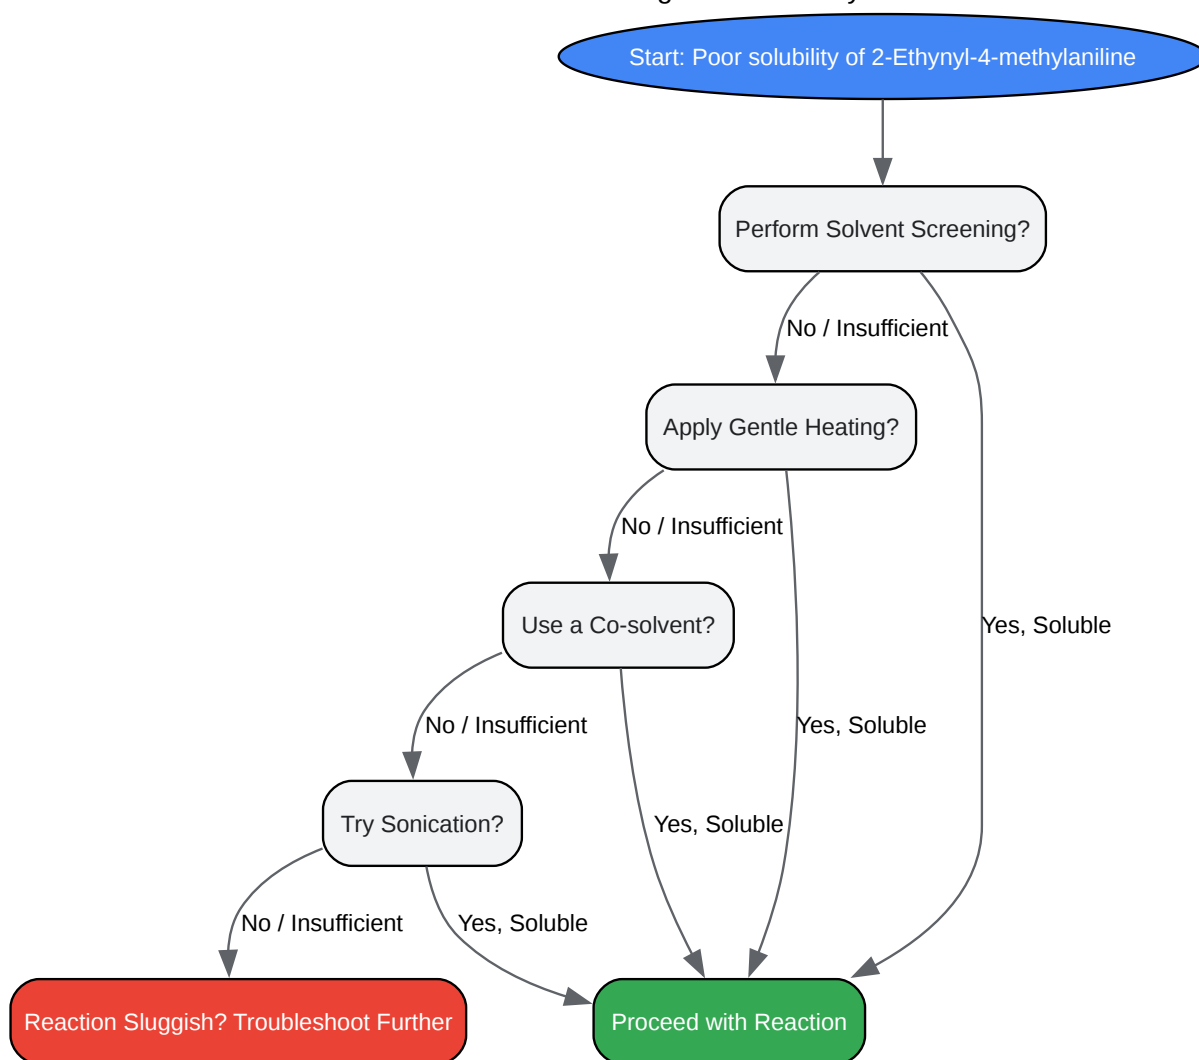 Start: Poor solubility of 2-Ethynyl-4-methylaniline
Perform Solvent Screening?
No / Insufficient
Apply Gentle Heating?
No / Insufficient
Use a Co-solvent?
Yes, Soluble
No / Insufficient
Yes, Soluble
Try Sonication?
Yes, Soluble
No / Insufficient
Yes, Soluble
Reaction Sluggish? Troubleshoot Further
Proceed with Reaction